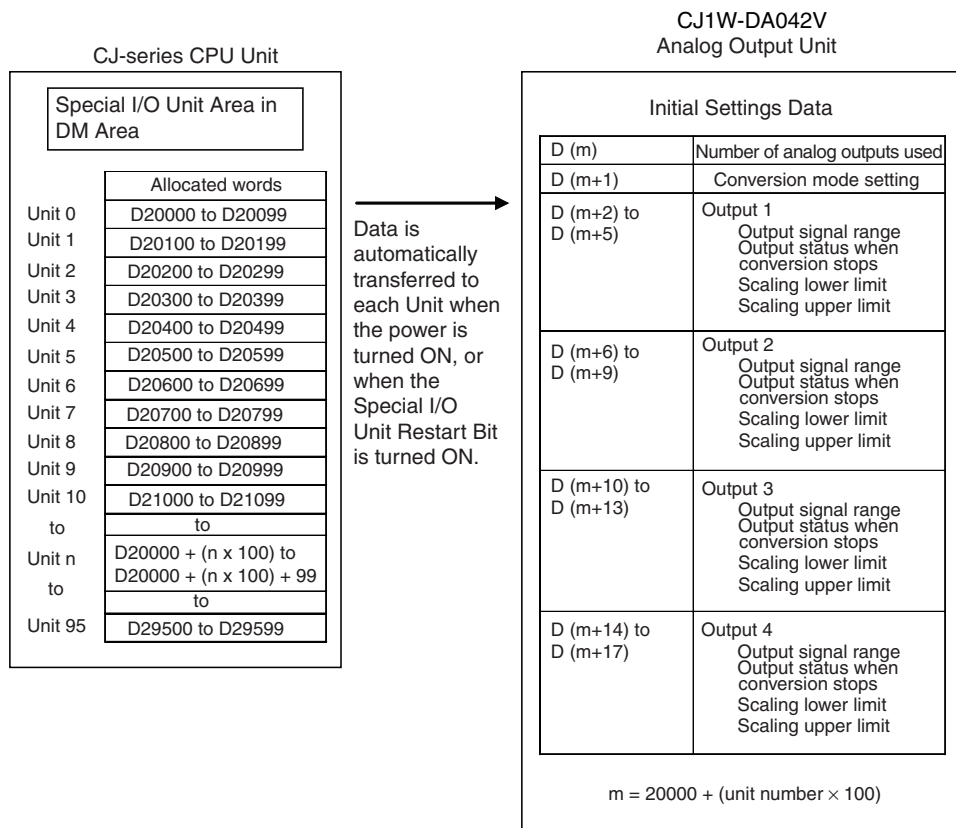 CJ-series CPU Unit
Special I/O Unit Area in
DM Area
Allocated words
Unit 0 D20000 to D20099
Unit 1 D20100 to D20199
Unit 2 D20200 to D20299
Unit 3 D20300 to D20399
Unit 4 D20400 to D20499
Unit 5 D20500 to D20599
Unit 6 D20600 to D20699
Unit 7 D20700 to D20799
Unit 8 D20800 to D20899
Unit 9 D20900 to D20999
Unit 10 D21000 to D21099
to to
Unit n D20000 + (n x 100) to
D20000 + (n x 100) + 99
to to
Unit 95 D29500 to D29599
Data is
automatically
transferred to
each Unit when
the power is
turned ON, or
when the
Special I/O
Unit Restart Bit
is turned ON.
CJ1W-DA042V
Analog Output Unit
Initial Settings Data
D (m) Number of analog outputs used
D (m+1) Conversion mode setting
D (m+2) to Output 1
D (m+5) Output signal range
Output status when
conversion stops
Scaling lower limit
Scaling upper limit
D (m+6) to Output 2
D (m+9) Output signal range
Output status when
conversion stops
Scaling lower limit
Scaling upper limit
D (m+10) to Output 3
D (m+13) Output signal range
Output status when
conversion stops
Scaling lower limit
Scaling upper limit
D (m+14) to Output 4
D (m+17) Output signal range
Output status when
conversion stops
Scaling lower limit
Scaling upper limit
m = 20000 + (unit number × 100)